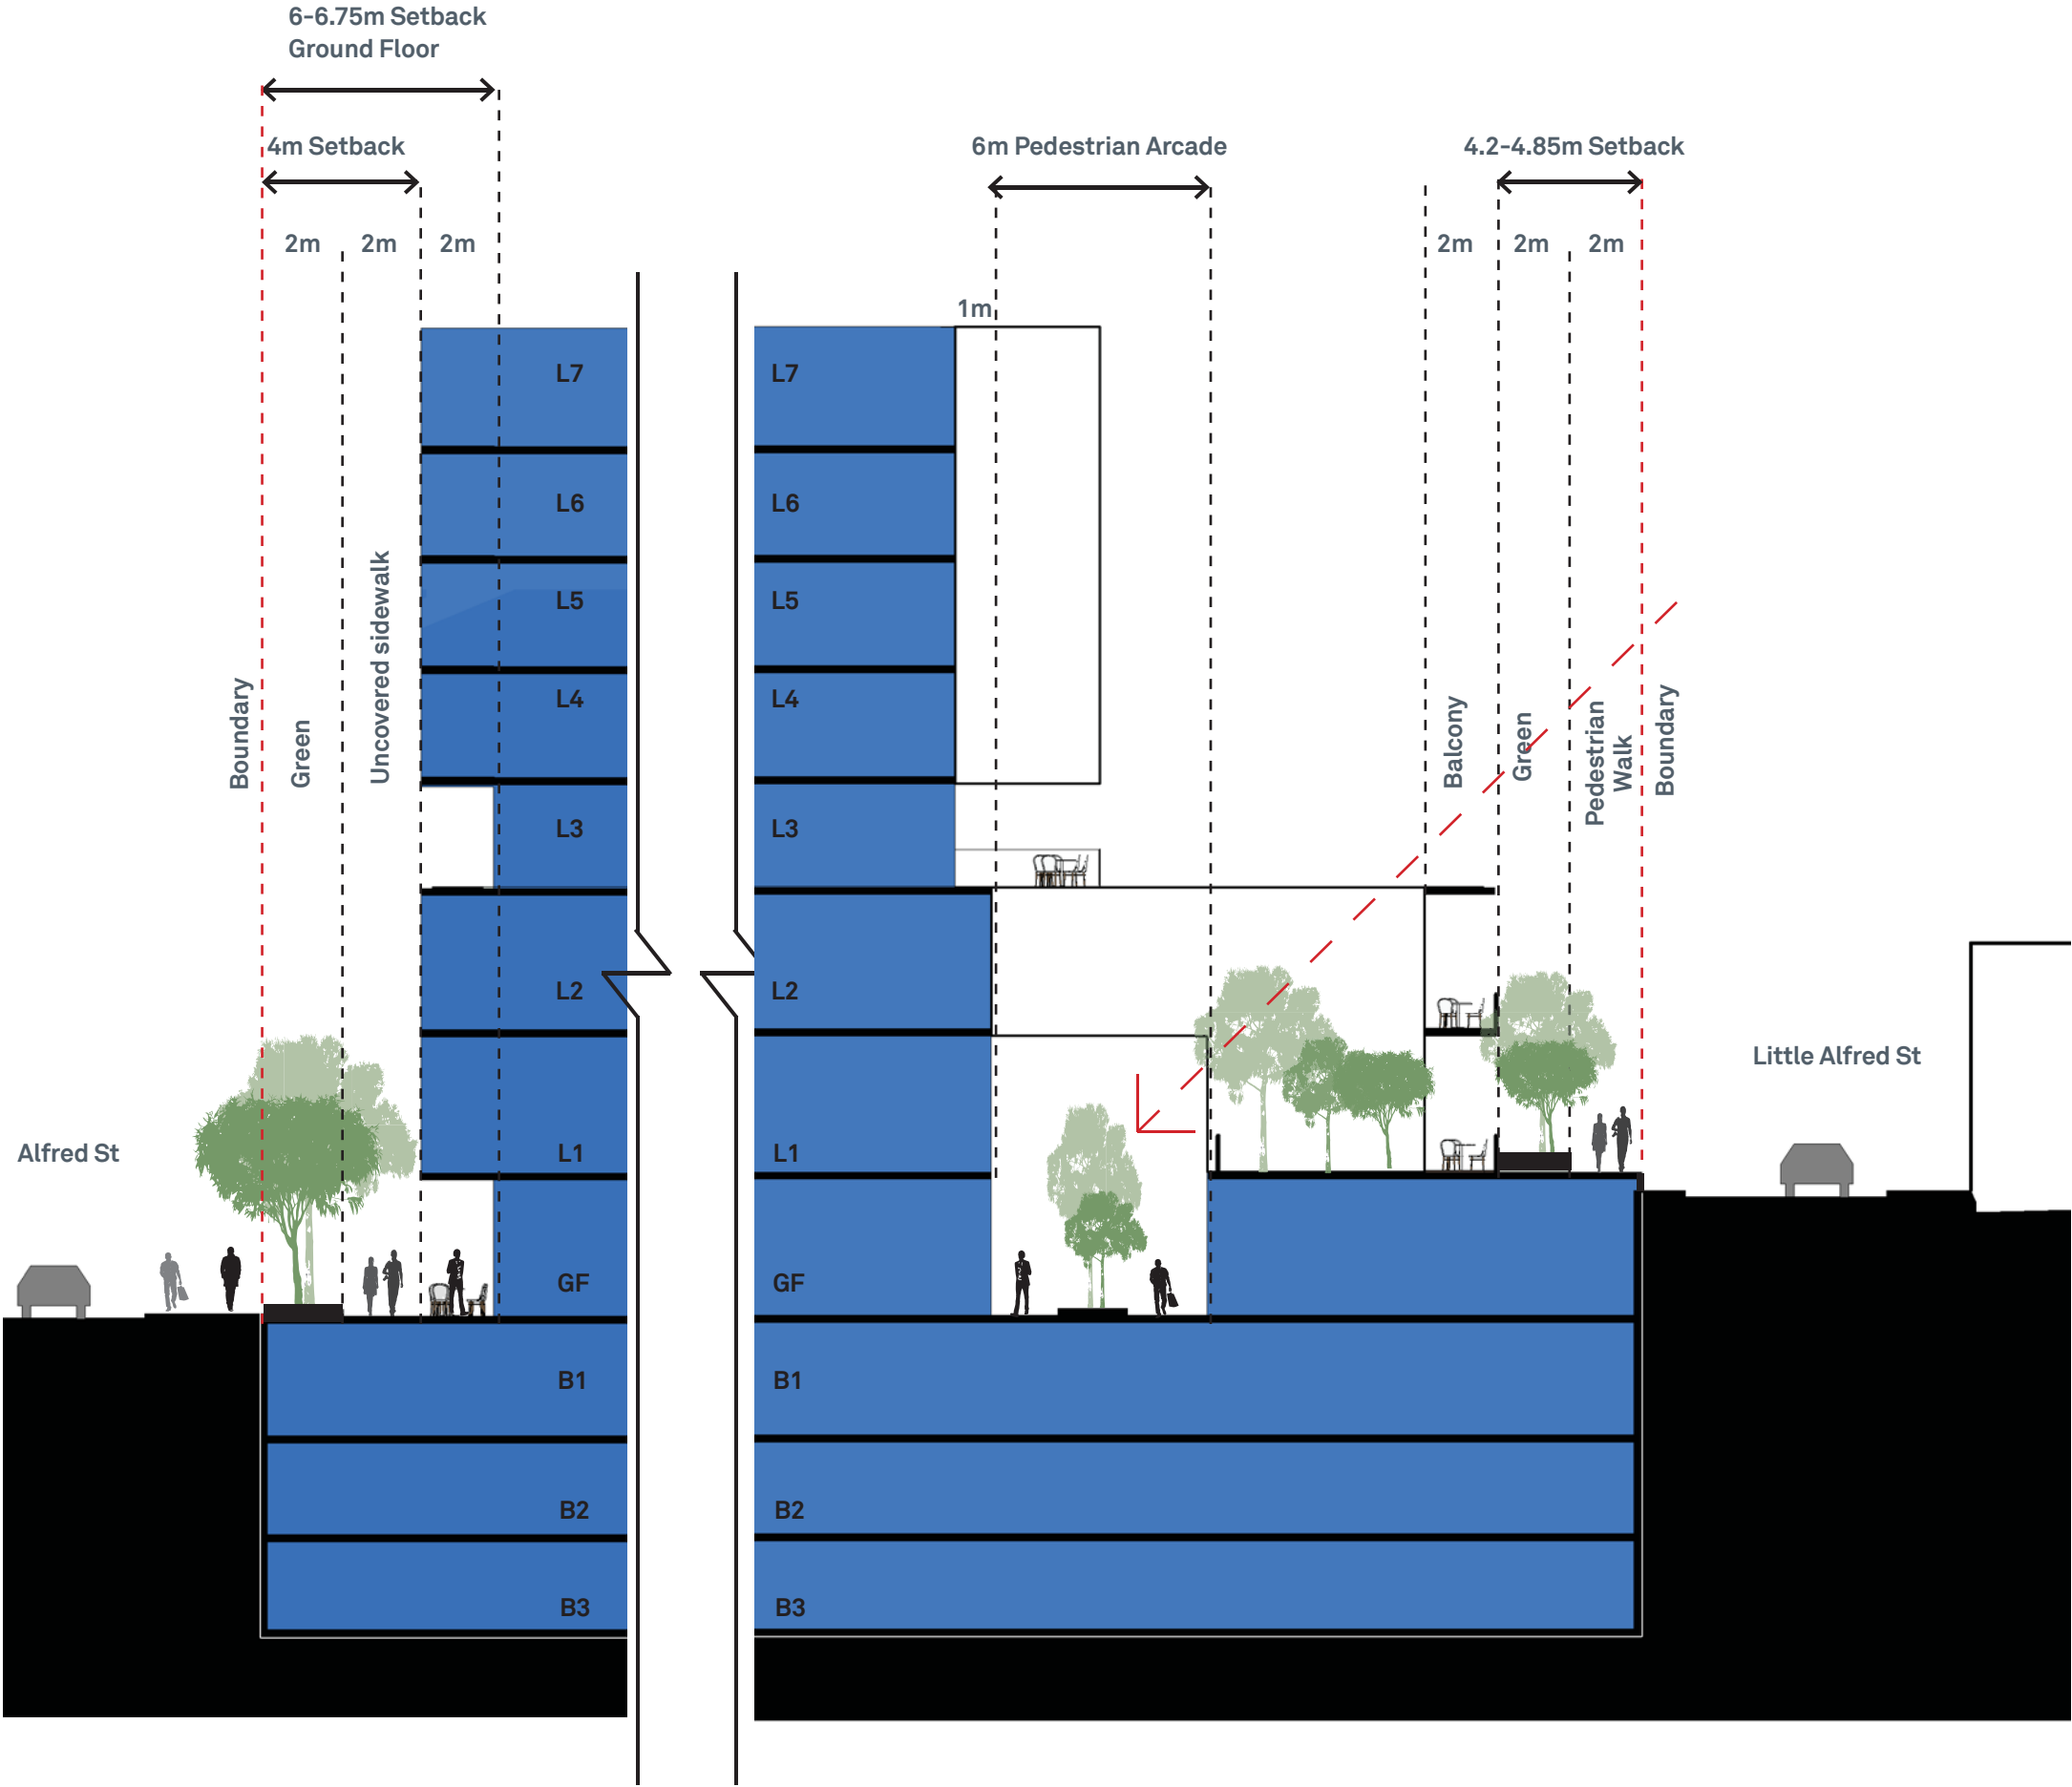 6-6.75m Setback
Ground Floor
4m Setback
6m Pedestrian Arcade
4.2-4.85m Setback
2m
2m
2m
2m
2m
2m
1m
L7
L7
L6
L6
L5
L5
L4
L4
L3
L3
L2
L2
L1
L1
GF
GF
B1
B1
B2
B2
B3
B3
Boundary
Green
Uncovered sidewalk
Balcony
Green
Pedestrian
Walk
Boundary
Alfred St
Little Alfred St